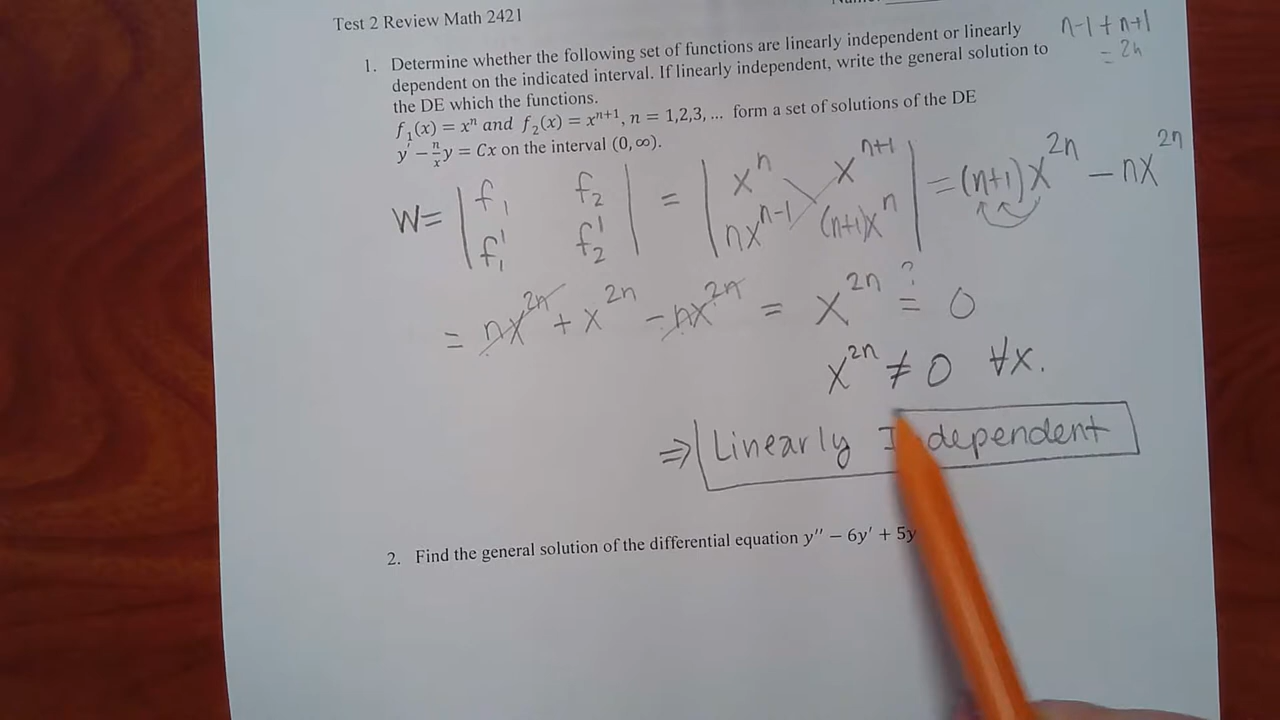 Test 2 Review Math 2421
n-1 + n+1
= 2n
1. Determine whether the following set of functions are linearly independent or linearly
dependent on the indicated interval. If linearly independent, write the general solution to
the DE which the functions.
f₁(x) = xⁿ and f₂(x) = xⁿ⁺¹, n = 1,2,3, … form a set of solutions of the DE
y′ − n/x y = Cx on the interval (0, ∞).
W= | f₁ f₂ | = | xⁿ xⁿ⁺¹ | = (n+1)x²ⁿ − nx²ⁿ
| f₁' f₂' | | nxⁿ⁻¹ (n+1)xⁿ |
= nx²ⁿ + x²ⁿ − nx²ⁿ = x²ⁿ ≟ 0
x²ⁿ ≠ 0 ∀x.
⇒ Linearly Independent
2. Find the general solution of the differential equation y″ − 6y′ + 5y